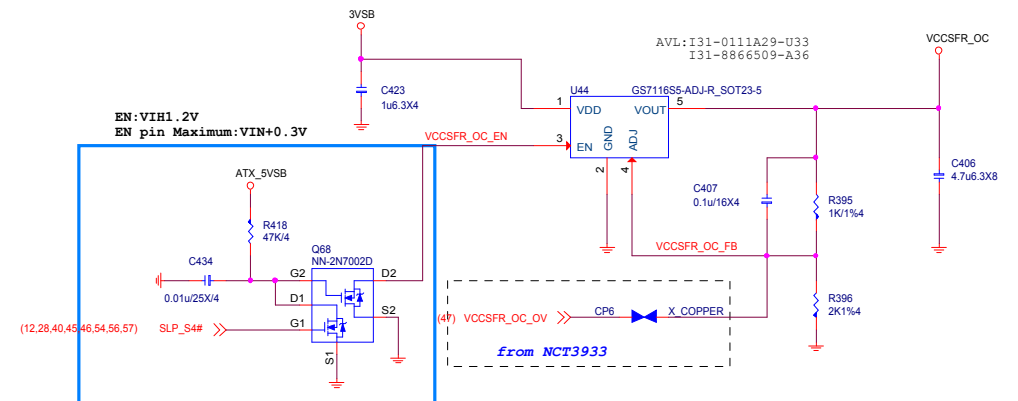 3VSB
AVL:I31-0111A29-U33
I31-8866509-A36
VCCSFR_OC
C423
1u6.3X4
U44
GS7116S5-ADJ-R_SOT23-5
1
VDD
VOUT
5
EN:VIH1.2V
EN pin Maximum:VIN+0.3V
VCCSFR_OC_EN
3
EN
GND
ADJ
2
4
ATX_5VSB
C407
0.1u/16X4
R395
1K/1%4
C406
4.7u6.3X8
R418
47K/4
Q68
NN-2N7002D
VCCSFR_OC_FB
C434
0.01u/25X/4
G2
D2
D1
S2
G1
S1
(12,28,40,45,46,54,56,57)
SLP_S4#
(47)
VCCSFR_OC_OV
CP6
X_COPPER
R396
2K1%4
from NCT3933